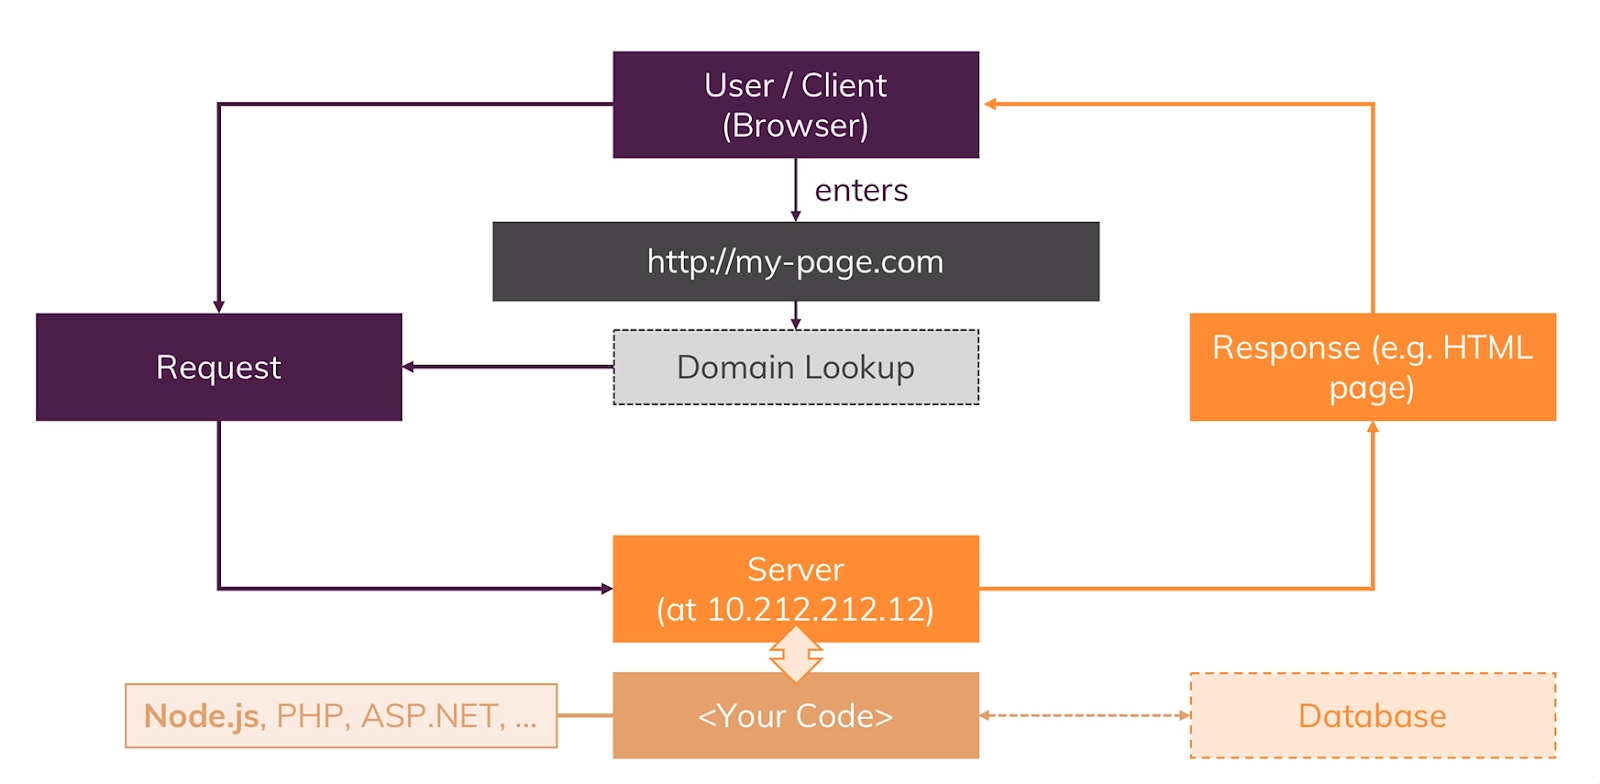 User / Client
(Browser)
enters
http://my-page.com
Request
Domain Lookup
Response (e.g. HTML
page)
Server
(at 10.212.212.12)
Node.js, PHP, ASP.NET, ...
<Your Code>
Database